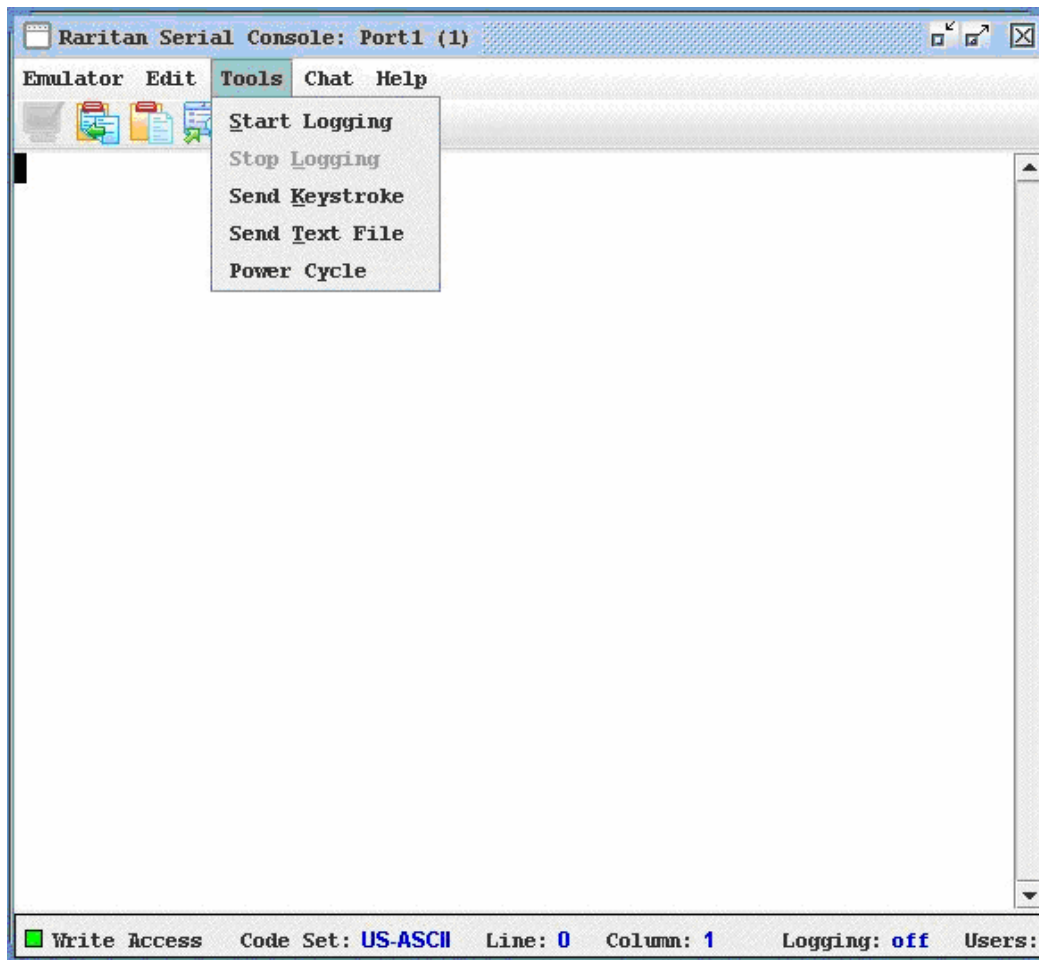 Raritan Serial Console: Port1 (1)
Emulator Edit Tools Chat Help
Start Logging
Stop Logging
Send Keystroke
Send Text File
Power Cycle
Write Access Code Set: US-ASCII Line: 0 Column: 1 Logging: off Users: